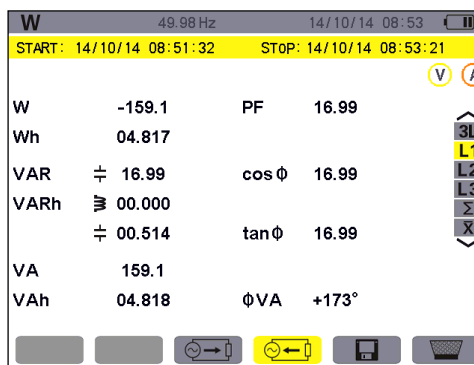 W 49.98 Hz 14/10/14 08:53
START: 14/10/14 08:51:32 STOP: 14/10/14 08:53:21
V A
W -159.1 PF 16.99
Wh 04.817
3L
L1
VAR 16.99 cos ϕ 16.99
L2
L3
VARh 00.000
Σ
00.514 tan ϕ 16.99
X̄
VA 159.1
VAh 04.818 ϕVA +173°